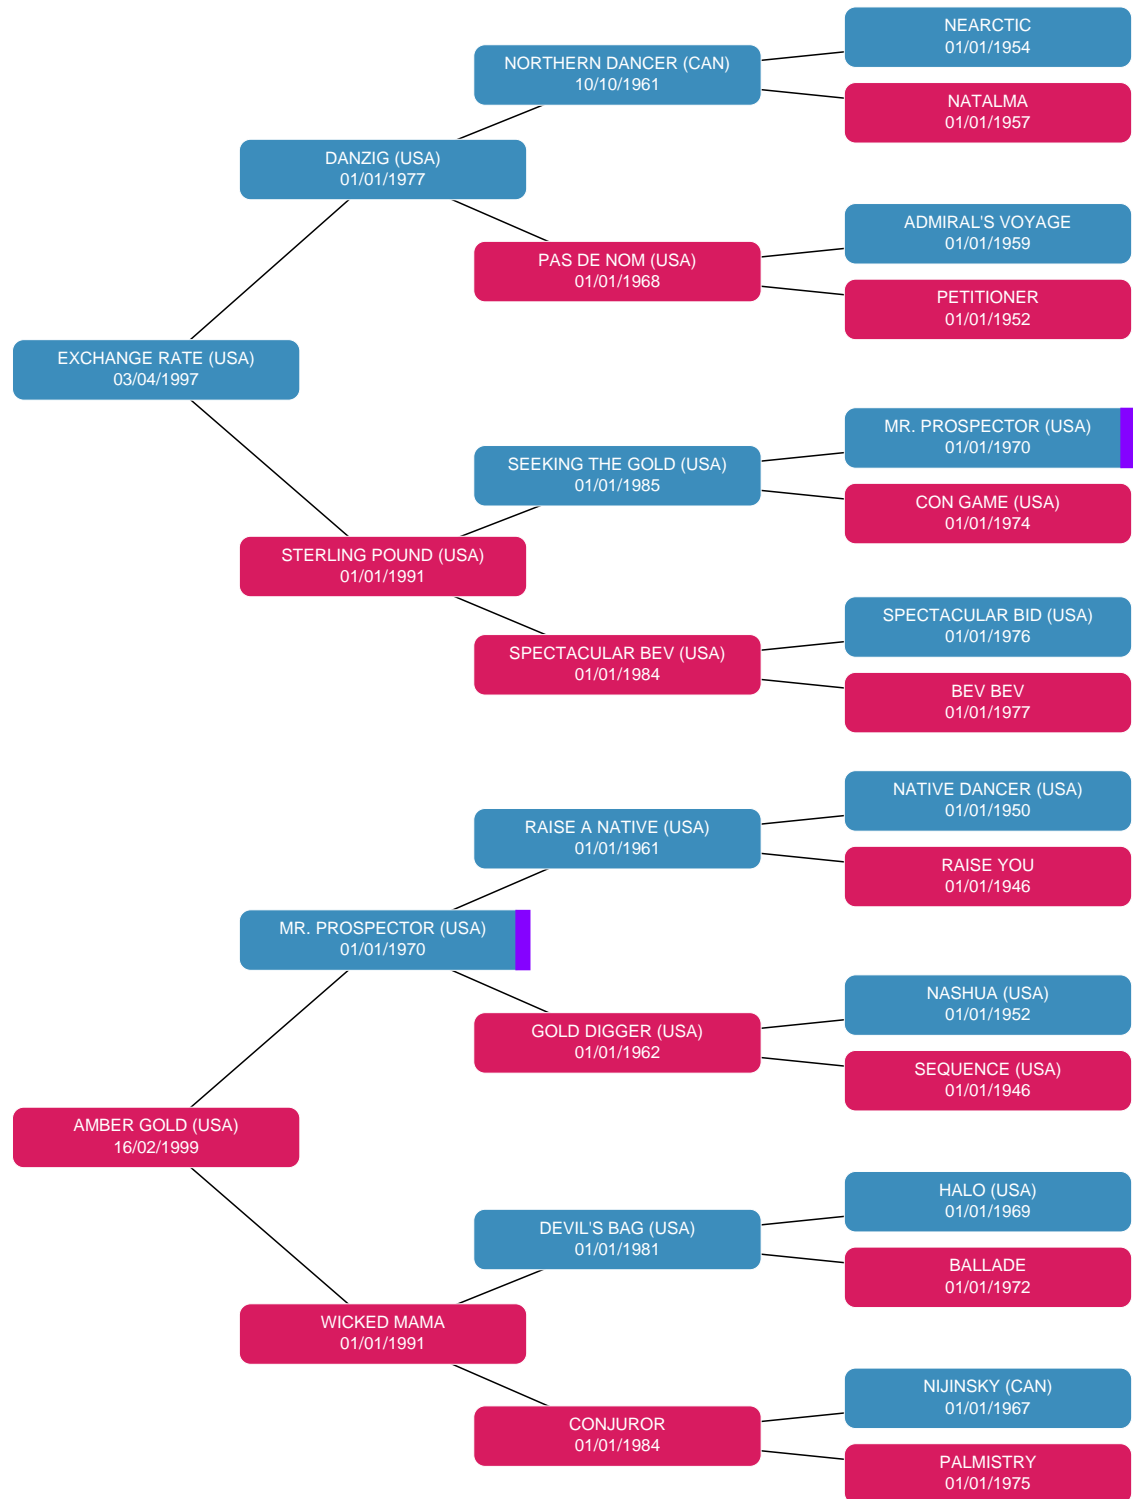 NEARCTIC
01/01/1954
NORTHERN DANCER (CAN)
10/10/1961
NATALMA
01/01/1957
DANZIG (USA)
01/01/1977
ADMIRAL'S VOYAGE
01/01/1959
PAS DE NOM (USA)
01/01/1968
PETITIONER
01/01/1952
EXCHANGE RATE (USA)
03/04/1997
MR. PROSPECTOR (USA)
01/01/1970
SEEKING THE GOLD (USA)
01/01/1985
CON GAME (USA)
01/01/1974
STERLING POUND (USA)
01/01/1991
SPECTACULAR BID (USA)
01/01/1976
SPECTACULAR BEV (USA)
01/01/1984
BEV BEV
01/01/1977
NATIVE DANCER (USA)
01/01/1950
RAISE A NATIVE (USA)
01/01/1961
RAISE YOU
01/01/1946
MR. PROSPECTOR (USA)
01/01/1970
NASHUA (USA)
01/01/1952
GOLD DIGGER (USA)
01/01/1962
SEQUENCE (USA)
01/01/1946
AMBER GOLD (USA)
16/02/1999
HALO (USA)
01/01/1969
DEVIL'S BAG (USA)
01/01/1981
BALLADE
01/01/1972
WICKED MAMA
01/01/1991
NIJINSKY (CAN)
01/01/1967
CONJUROR
01/01/1984
PALMISTRY
01/01/1975